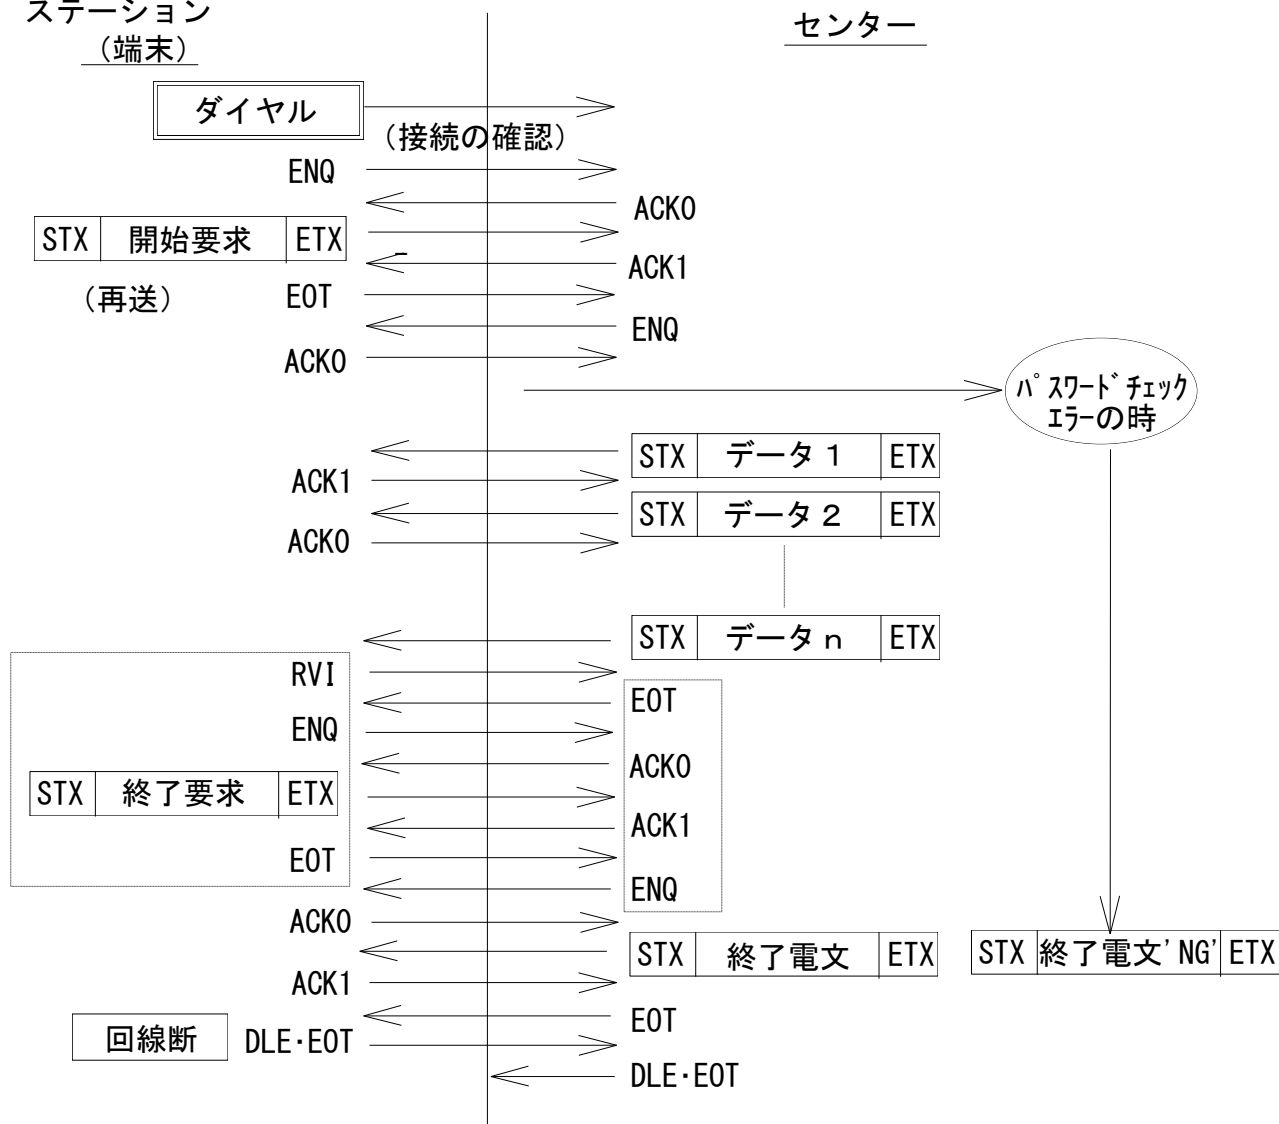 ステーション
(端末)
センター
ダイヤル
(接続の確認)
ENQ
ACK0
STX 開始要求 ETX
ACK1
(再送) EOT
ENQ
ACK0
ﾊﾟｽﾜｰﾄﾞﾁｪｯｸ
ｴﾗｰの時
STX データ１ ETX
ACK1
STX データ２ ETX
ACK0
STX データｎ ETX
RVI
EOT
ENQ
ACK0
STX 終了要求 ETX
ACK1
EOT
ENQ
ACK0
STX 終了電文 ETX
STX 終了電文'NG' ETX
ACK1
EOT
回線断 DLE･EOT
DLE･EOT